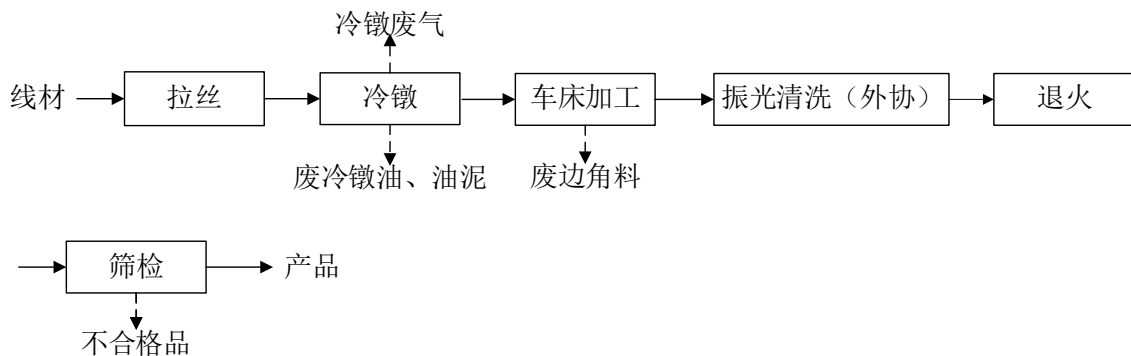 冷镦废气
线材 拉丝 冷镦 车床加工 振光清洗（外协） 退火
废冷镦油、油泥 废边角料
筛检 产品
不合格品